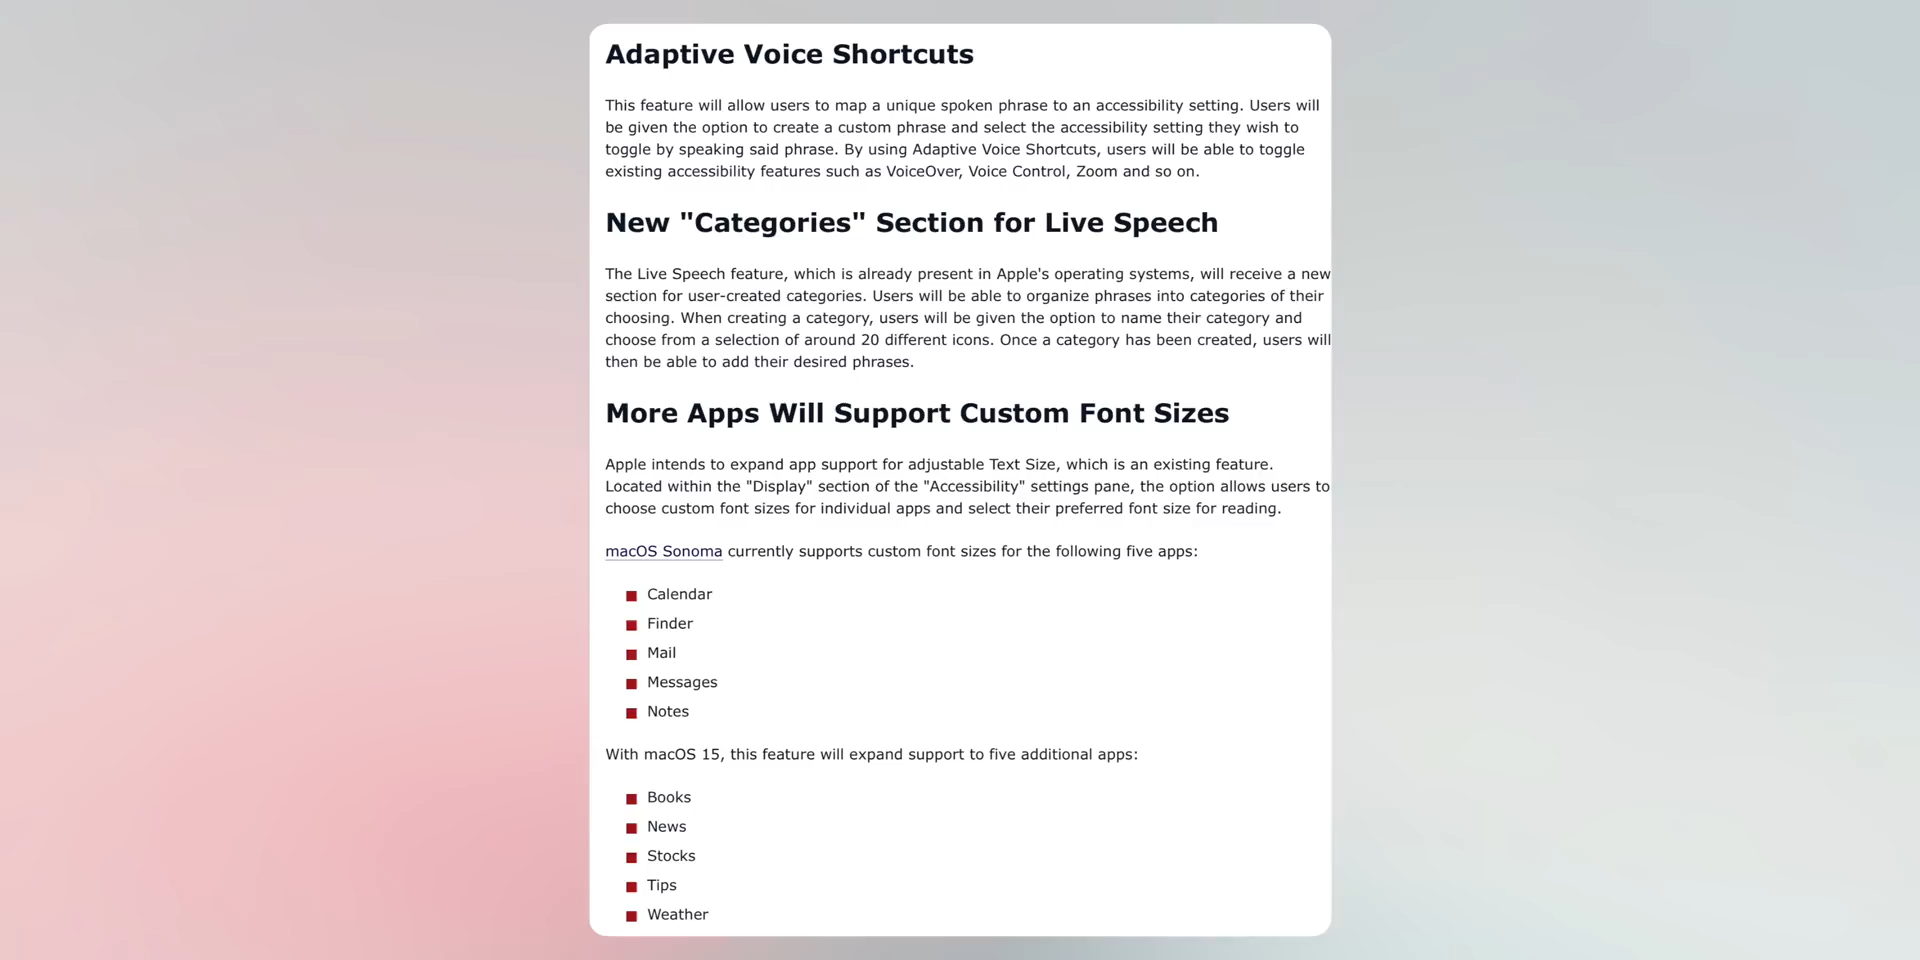 Adaptive Voice Shortcuts
This feature will allow users to map a unique spoken phrase to an accessibility setting. Users will
be given the option to create a custom phrase and select the accessibility setting they wish to
toggle by speaking said phrase. By using Adaptive Voice Shortcuts, users will be able to toggle
existing accessibility features such as VoiceOver, Voice Control, Zoom and so on.
New "Categories" Section for Live Speech
The Live Speech feature, which is already present in Apple's operating systems, will receive a new
section for user-created categories. Users will be able to organize phrases into categories of their
choosing. When creating a category, users will be given the option to name their category and
choose from a selection of around 20 different icons. Once a category has been created, users will
then be able to add their desired phrases.
More Apps Will Support Custom Font Sizes
Apple intends to expand app support for adjustable Text Size, which is an existing feature.
Located within the "Display" section of the "Accessibility" settings pane, the option allows users to
choose custom font sizes for individual apps and select their preferred font size for reading.
macOS Sonoma currently supports custom font sizes for the following five apps:
Calendar
Finder
Mail
Messages
Notes
With macOS 15, this feature will expand support to five additional apps:
Books
News
Stocks
Tips
Weather